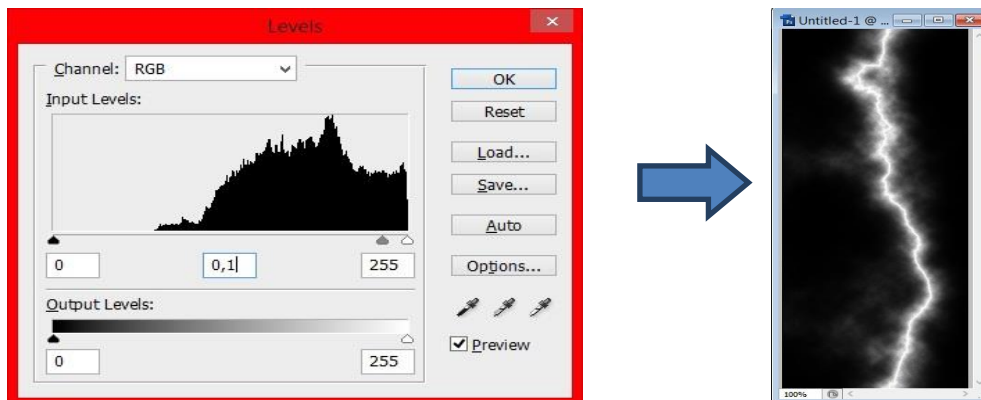 Levels
Channel: RGB
Input Levels:
0 0,1 255
Output Levels:
0 255
OK
Reset
Load...
Save...
Auto
Options...
Preview
Untitled-1 @ ...
100%